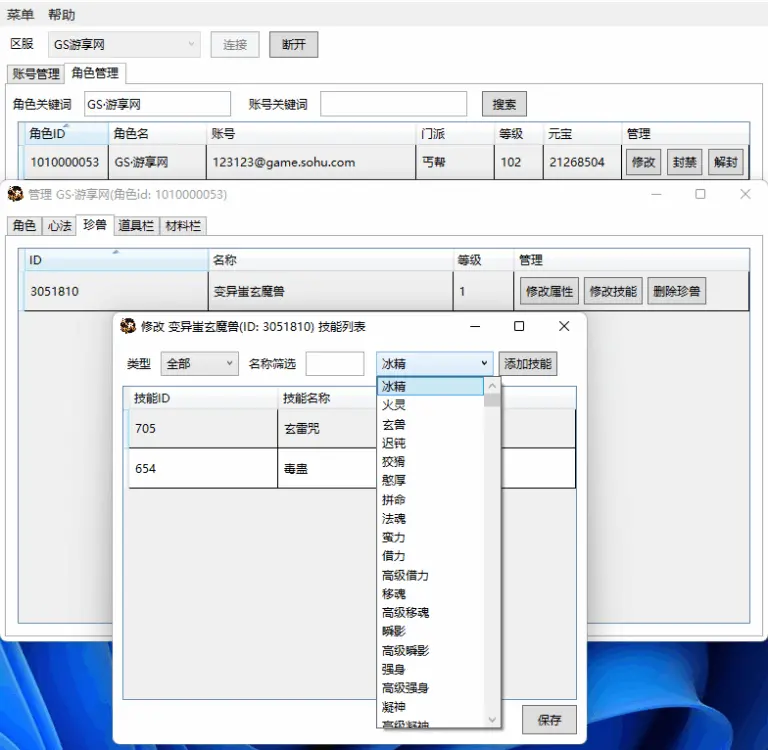 菜单 帮助
区服 GS游享网 连接 断开
账号管理 角色管理
角色关键词 GS·游享网 账号关键词 搜索
角色ID 角色名 账号 门派 等级 元宝 管理
1010000053 GS·游享网 123123@game.sohu.com 丐帮 102 21268504 修改 封禁 解封
管理 GS·游享网(角色id: 1010000053)
角色 心法 珍兽 道具栏 材料栏
ID 名称 等级 管理
3051810 变异蚩玄魔兽 1 修改属性 修改技能 删除珍兽
修改 变异蚩玄魔兽(ID: 3051810) 技能列表
类型 全部 名称筛选 冰精 添加技能
技能ID 技能名称
705 玄雷咒
654 毒蛊
冰精
火灵
玄兽
迟钝
狡猾
憨厚
拼命
法魂
蛮力
借力
高级借力
移魂
高级移魂
瞬影
高级瞬影
强身
高级强身
凝神
高级凝神
保存